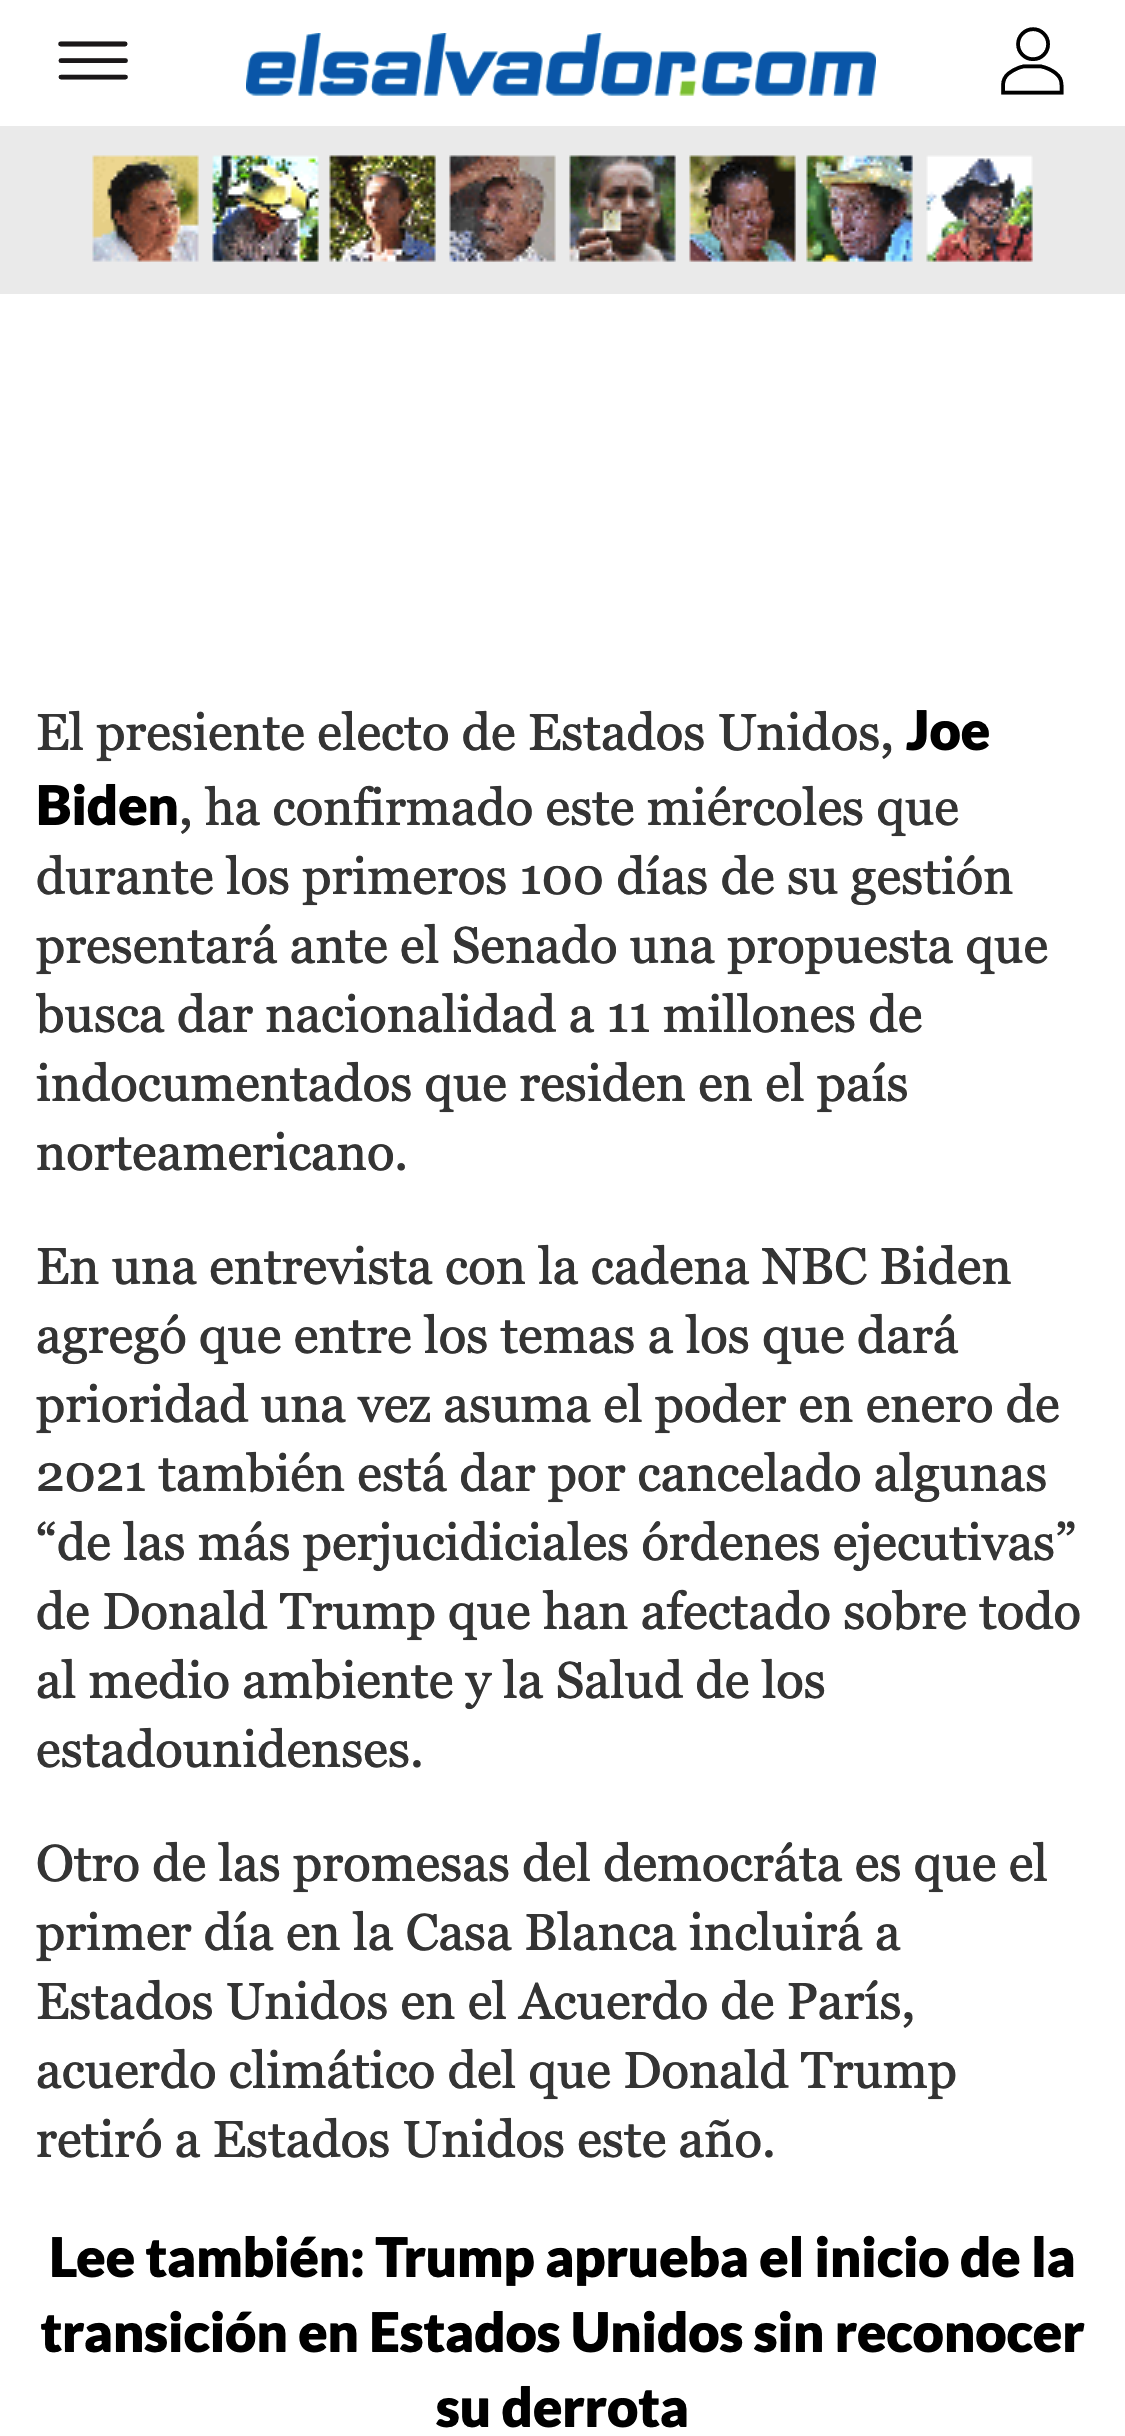 elsalvador.com
El presiente electo de Estados Unidos, Joe
Biden, ha confirmado este miércoles que
durante los primeros 100 días de su gestión
presentará ante el Senado una propuesta que
busca dar nacionalidad a 11 millones de
indocumentados que residen en el país
norteamericano.
En una entrevista con la cadena NBC Biden
agregó que entre los temas a los que dará
prioridad una vez asuma el poder en enero de
2021 también está dar por cancelado algunas
“de las más perjucidiciales órdenes ejecutivas”
de Donald Trump que han afectado sobre todo
al medio ambiente y la Salud de los
estadounidenses.
Otro de las promesas del demócráta es que el
primer día en la Casa Blanca incluirá a
Estados Unidos en el Acuerdo de París,
acuerdo climático del que Donald Trump
retiró a Estados Unidos este año.
Lee también: Trump aprueba el inicio de la
transición en Estados Unidos sin reconocer
su derrota